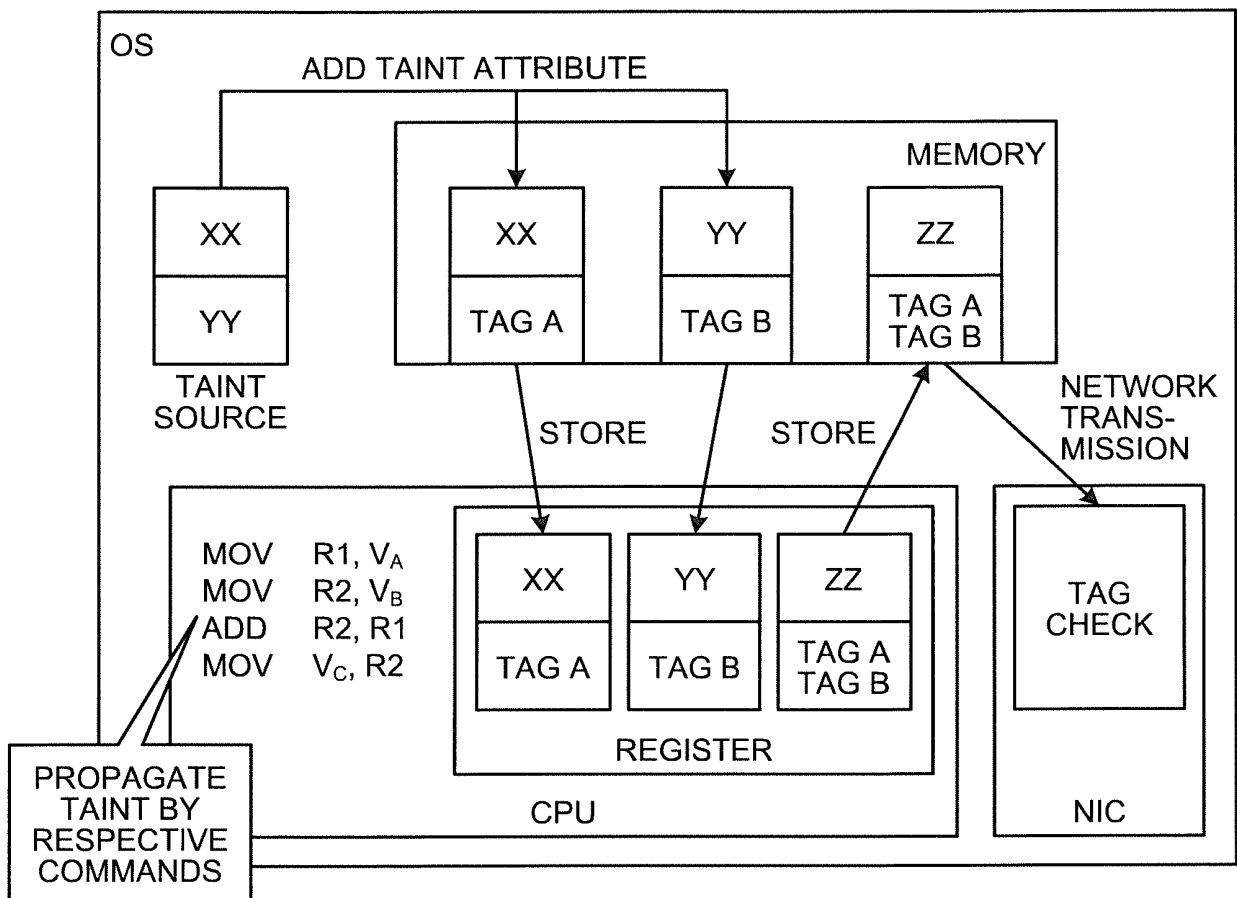 OS
ADD TAINT ATTRIBUTE
MEMORY
XX
YY
TAINT
SOURCE
XX
TAG A
YY
TAG B
ZZ
TAG A
TAG B
STORE
STORE
NETWORK
TRANS-
MISSION
MOV R1, VA
MOV R2, VB
ADD R2, R1
MOV VC, R2
XX
TAG A
YY
TAG B
ZZ
TAG A
TAG B
REGISTER
CPU
TAG
CHECK
NIC
PROPAGATE
TAINT BY
RESPECTIVE
COMMANDS